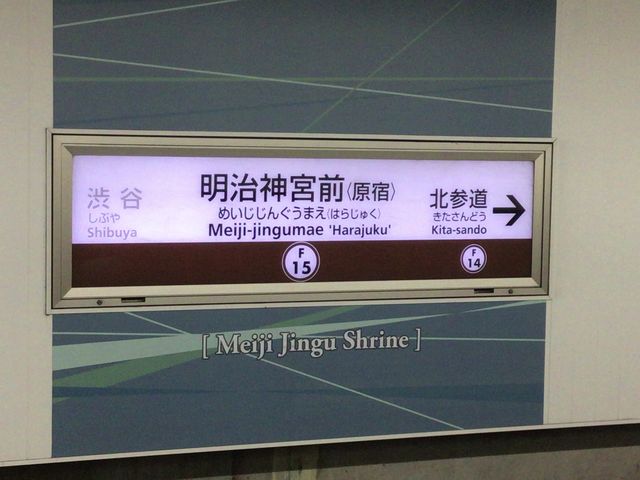 渋谷
しぶや
Shibuya
明治神宮前〈原宿〉
めいじじんぐうまえ(はらじゅく)
Meiji-jingumae 'Harajuku'
F
15
北参道
きたさんどう
Kita-sando
F
14
[ Meiji Jingu Shrine ]